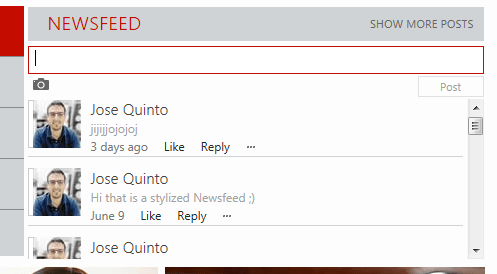 NEWSFEED
SHOW MORE POSTS
Post
Jose Quinto
jijijjojojoj
3 days ago Like Reply ...
Jose Quinto
Hi that is a stylized Newsfeed ;)
June 9 Like Reply ...
Jose Quinto